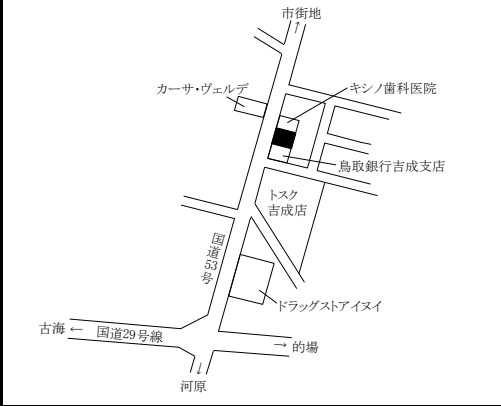 市街地
↑
カーサ・ヴェルデ
キシノ歯科医院
鳥取銀行吉成支店
トスク
吉成店
国道53号
ドラッグストアイヌイ
古海 ←
国道29号線
→ 的場
↓
河原